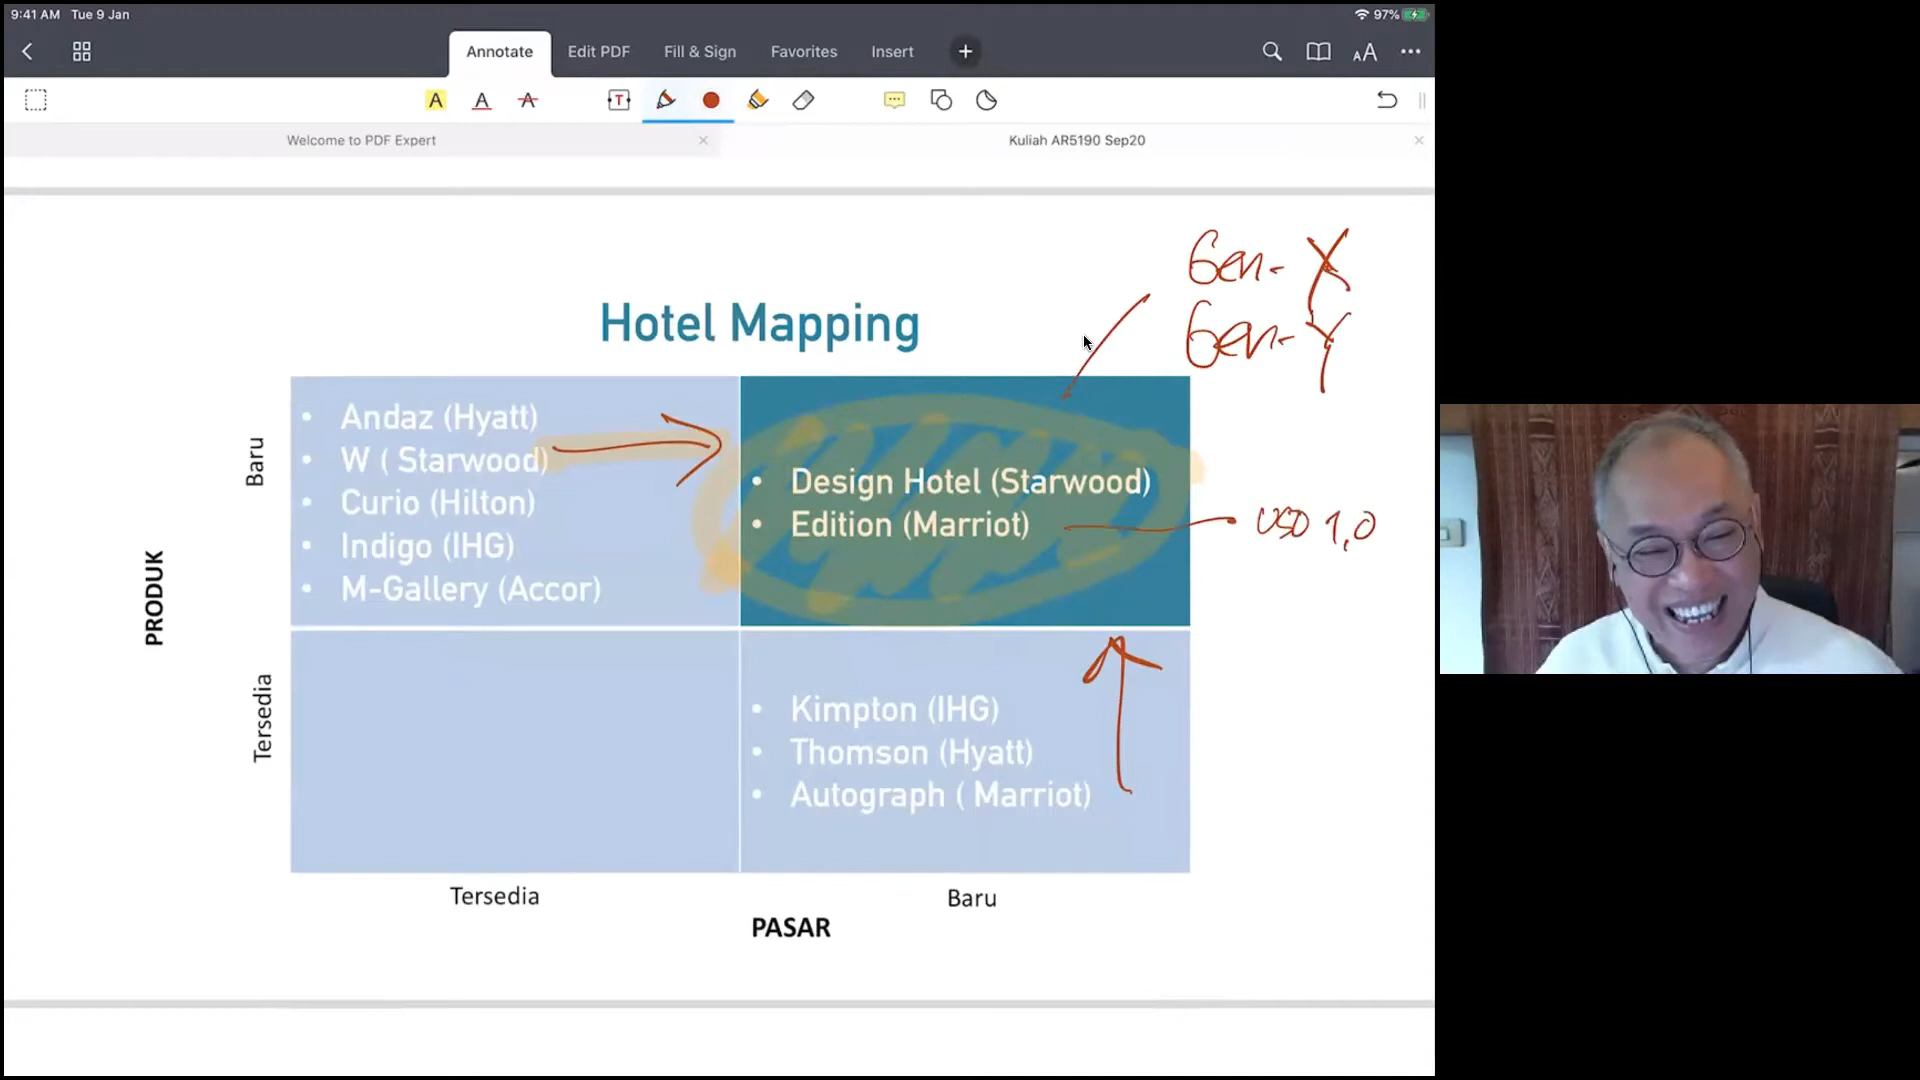 9:41 AM Tue 9 Jan
97%
Annotate
Edit PDF
Fill & Sign
Favorites
Insert
AA
A
A
A
T
Welcome to PDF Expert
Kuliah AR5190 Sep20
Gen- X
Gen- Y
Hotel Mapping
PRODUK
Baru
• Andaz (Hyatt)
• W ( Starwood)
• Curio (Hilton)
• Indigo (IHG)
• M-Gallery (Accor)
• Design Hotel (Starwood)
• Edition (Marriot)
USD 1,0
Tersedia
• Kimpton (IHG)
• Thomson (Hyatt)
• Autograph ( Marriot)
Tersedia
Baru
PASAR